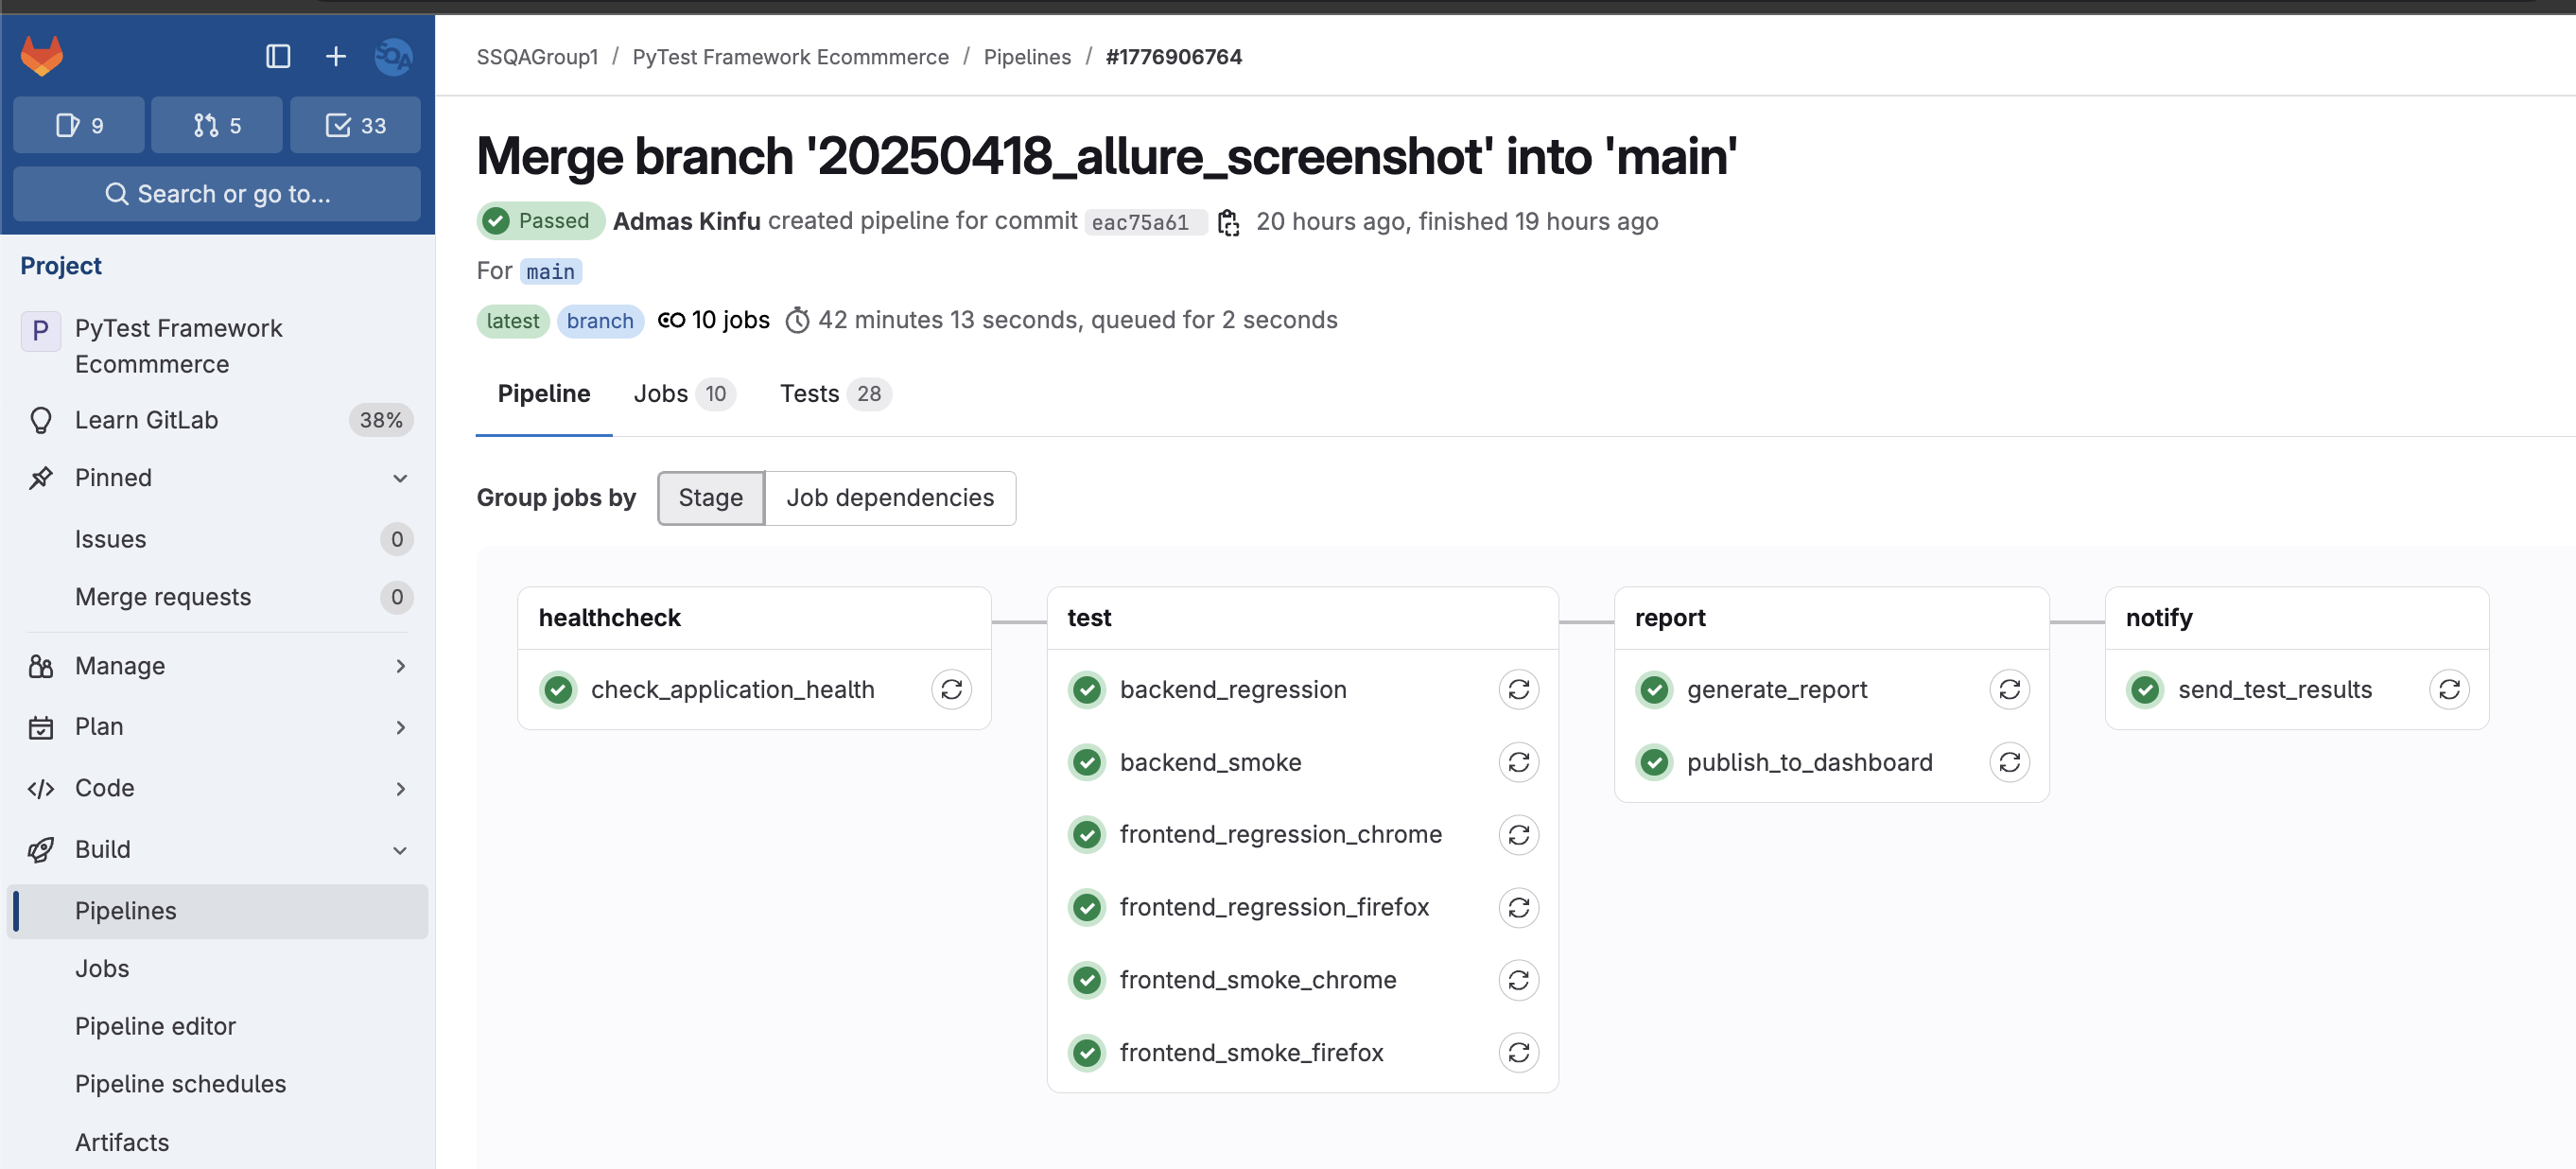 SQA
9
5
33
Search or go to...
Project
P
PyTest Framework
Ecommmerce
Learn GitLab 38%
Pinned
Issues 0
Merge requests 0
Manage
Plan
Code
Build
Pipelines
Jobs
Pipeline editor
Pipeline schedules
Artifacts
SSQAGroup1 / PyTest Framework Ecommmerce / Pipelines / #1776906764
Merge branch '20250418_allure_screenshot' into 'main'
Passed Admas Kinfu created pipeline for commit eac75a61 20 hours ago, finished 19 hours ago
For main
latest branch 10 jobs 42 minutes 13 seconds, queued for 2 seconds
Pipeline Jobs 10 Tests 28
Group jobs by Stage Job dependencies
healthcheck
check_application_health
test
backend_regression
backend_smoke
frontend_regression_chrome
frontend_regression_firefox
frontend_smoke_chrome
frontend_smoke_firefox
report
generate_report
publish_to_dashboard
notify
send_test_results